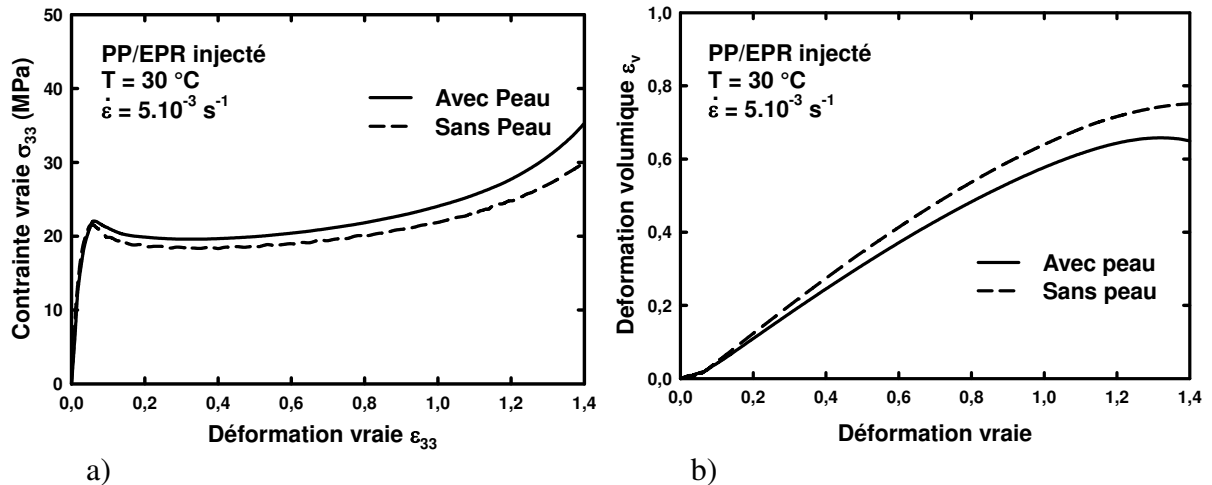 PP/EPR injecté
T = 30 °C
ε̇ = 5.10⁻³ s⁻¹
Avec Peau
Sans Peau
Contrainte vraie σ₃₃ (MPa)
50
40
30
20
10
0
0,0 0,2 0,4 0,6 0,8 1,0 1,2 1,4
Déformation vraie ε₃₃
a)
PP/EPR injecté
T = 30 °C
ε̇ = 5.10⁻³ s⁻¹
Avec peau
Sans peau
Deformation volumique εᵥ
1,0
0,8
0,6
0,4
0,2
0,0
0,0 0,2 0,4 0,6 0,8 1,0 1,2 1,4
Déformation vraie
b)